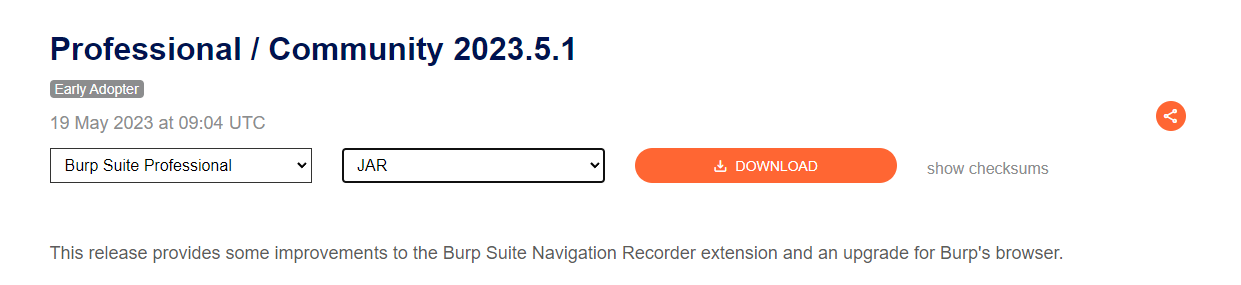 Professional / Community 2023.5.1
Early Adopter
19 May 2023 at 09:04 UTC
Burp Suite Professional
JAR
DOWNLOAD
show checksums
This release provides some improvements to the Burp Suite Navigation Recorder extension and an upgrade for Burp's browser.